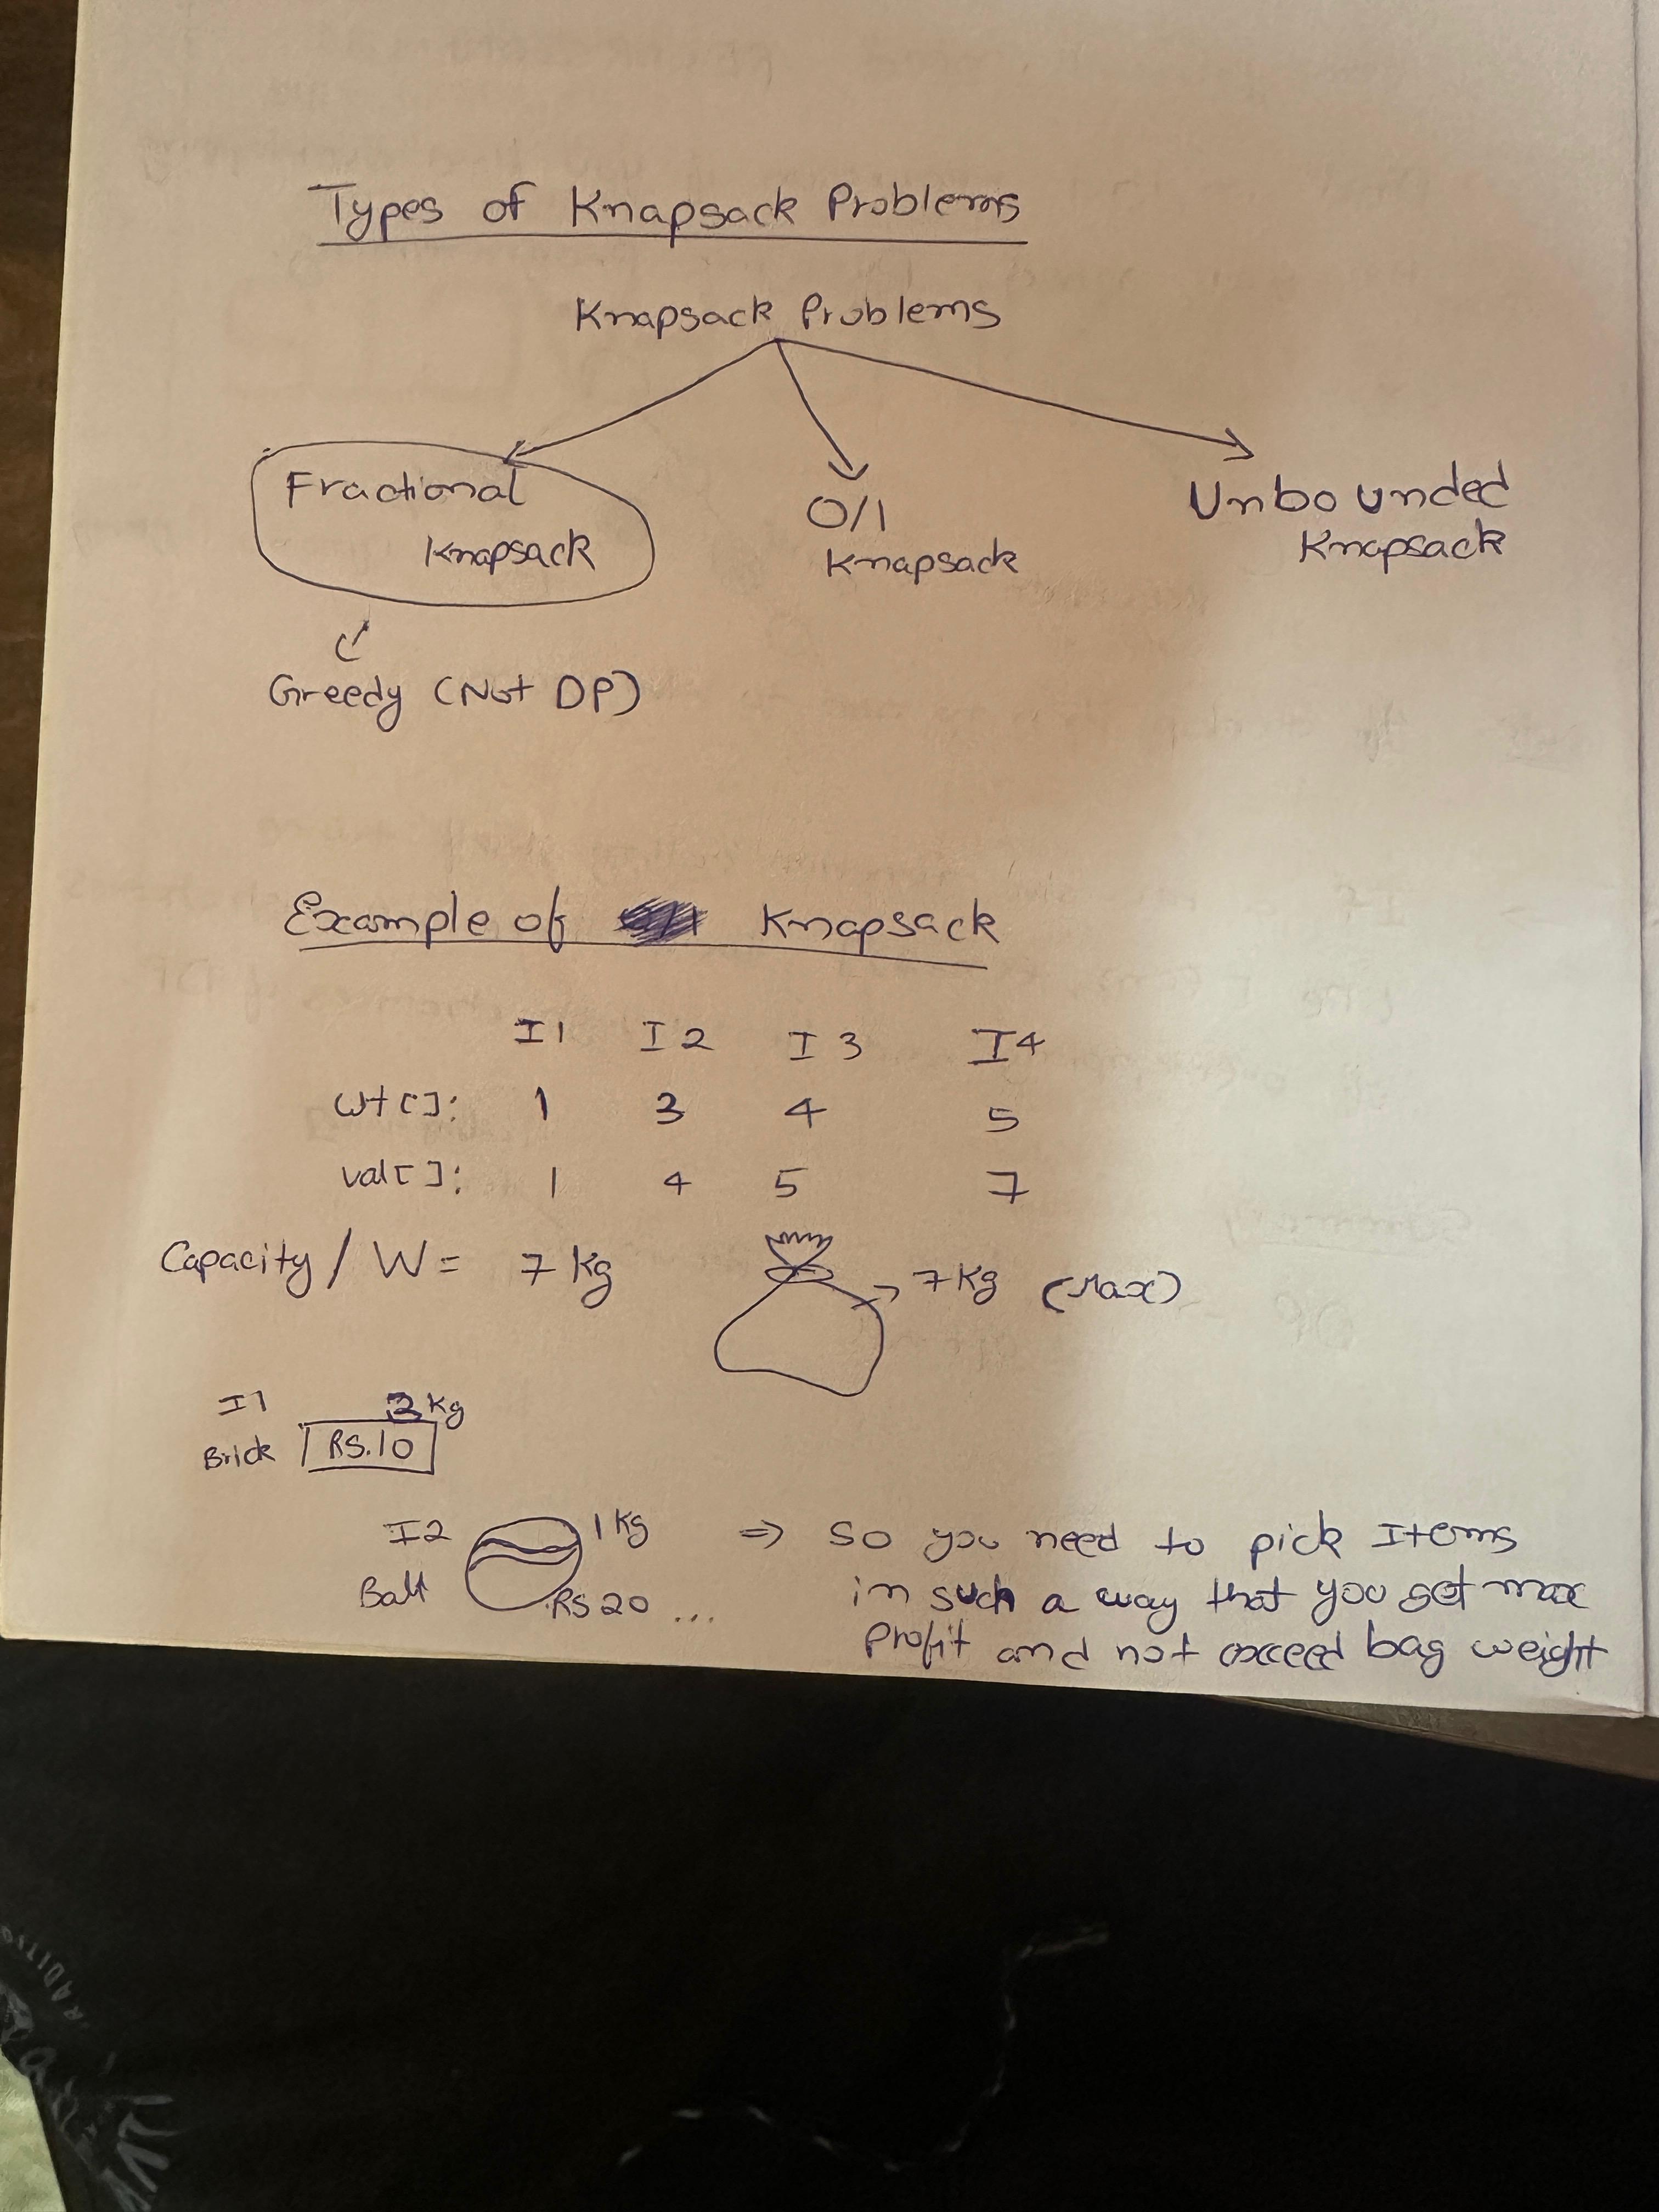 Types of Knapsack Problems
Knapsack Problems
Fractional Knapsack
0/1 Knapsack
Unbounded Knapsack
Greedy (Not DP)
Example of Knapsack
I1 I2 I3 I4
wt[]: 1 3 4 5
val[]: 1 4 5 7
Capacity / W = 7 Kg
7 Kg (Max)
I1 3 Kg
Brick RS.10
I2 1 Kg
Ball RS 20 ...
⇒ So you need to pick Items
in such a way that you get max
Profit and not exceed bag weight